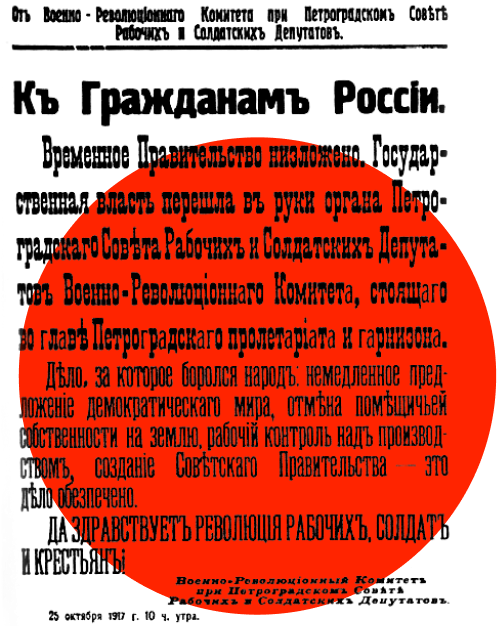 Отъ Военно - Революціоннаго Комитета при Петроградскомъ Совѣтѣ
Рабочихъ и Солдатскихъ Депутатовъ.
Къ Гражданамъ Россіи.
Временное Правительство низложено. Государ-
ственная власть перешла въ руки органа Петро-
градскаго Совѣта Рабочихъ и Солдатскихъ Депута-
товъ Военно-Революціоннаго Комитета, стоящаго
во главѣ Петроградскаго пролетаріата и гарнизона.
Дѣло, за которое боролся народъ: немедленное пред-
ложеніе демократическаго мира, отмѣна помѣщичьей
собственности на землю, рабочій контроль надъ производ-
ствомъ, созданіе Совѣтскаго Правительства — это
дѣло обезпечено.
ДА ЗДРАВСТВУЕТЪ РЕВОЛЮЦІЯ РАБОЧИХЪ, СОЛДАТЪ
И КРЕСТЬЯНЪ!
Военно-Революціонный Комитетъ
при Петроградскомъ Совѣтѣ
Рабочихъ и Солдатскихъ Депутатовъ.
25 октября 1917 г. 10 ч. утра.